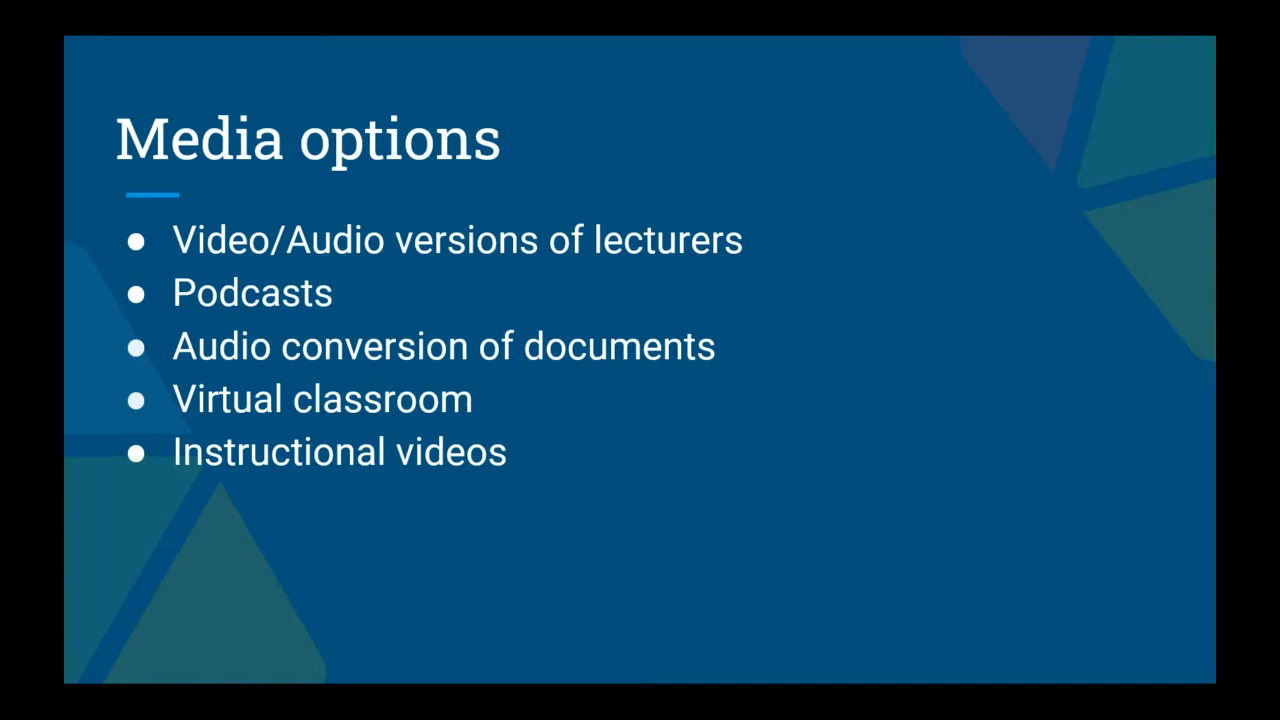 Media options
● Video/Audio versions of lecturers
● Podcasts
● Audio conversion of documents
● Virtual classroom
● Instructional videos